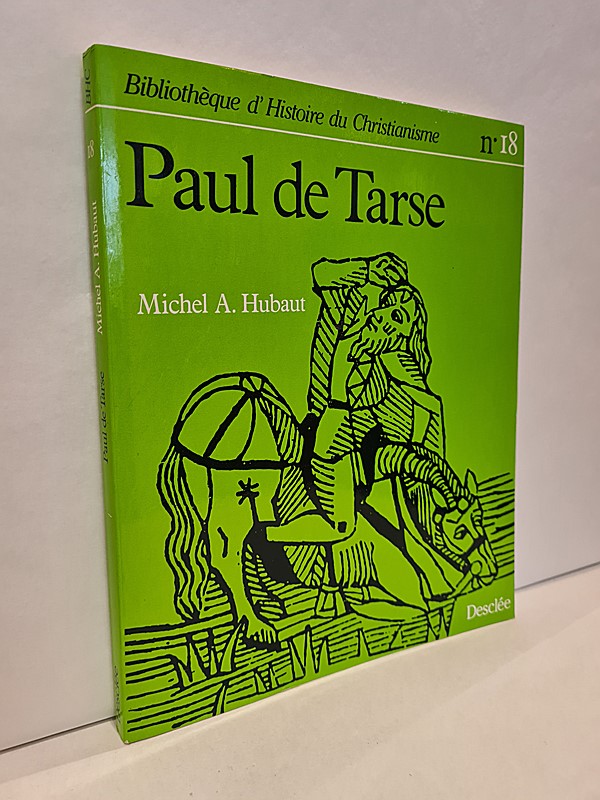 Bibliothèque d'Histoire du Christianisme
n° 18
Paul de Tarse
Michel A. Hubaut
Desclée
BHC
18
Michel A. Hubaut
Paul de Tarse